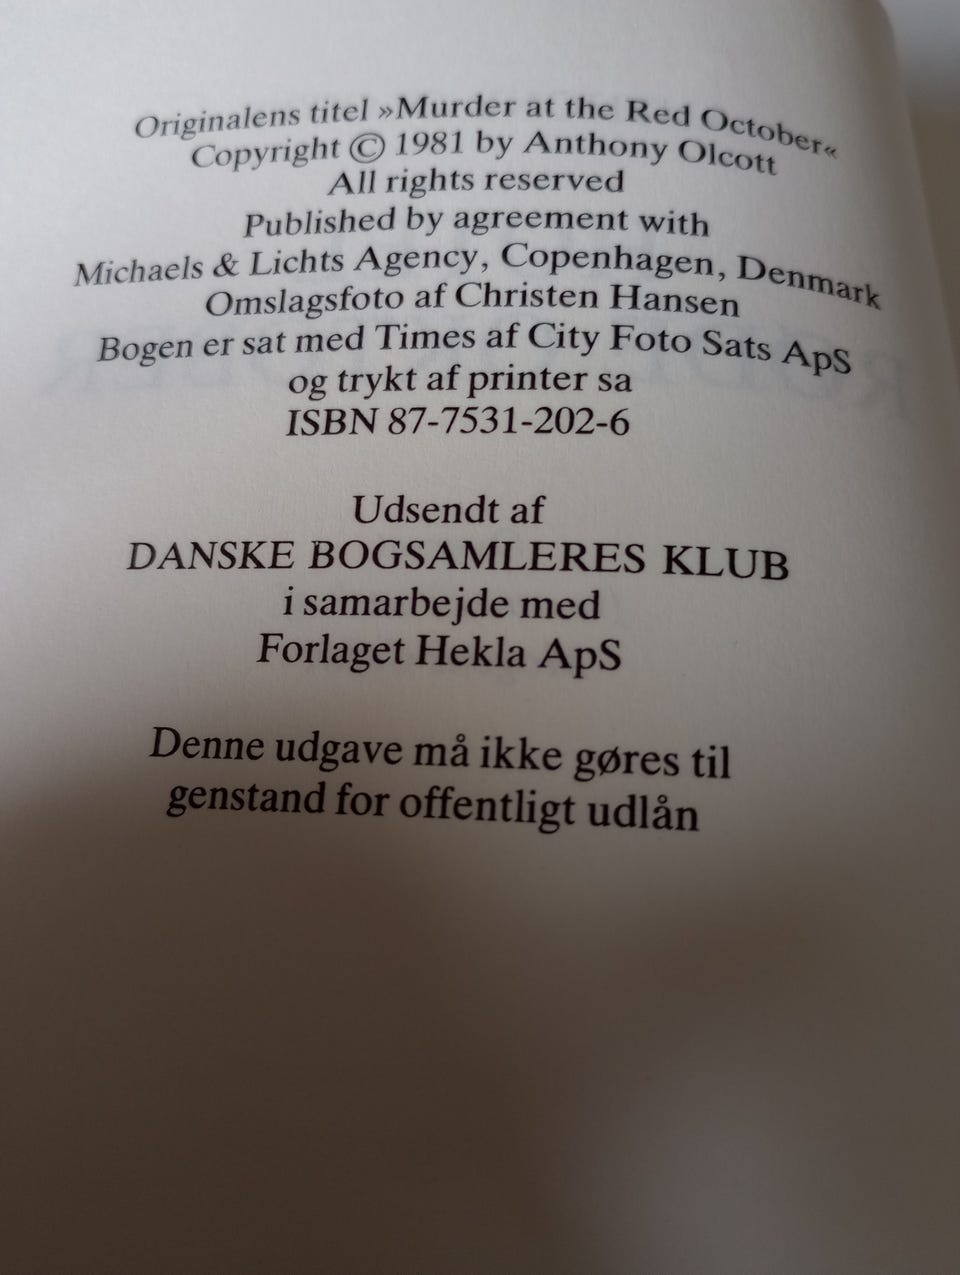 Originalens titel »Murder at the Red October«
Copyright © 1981 by Anthony Olcott
All rights reserved
Published by agreement with
Michaels & Lichts Agency, Copenhagen, Denmark
Omslagsfoto af Christen Hansen
Bogen er sat med Times af City Foto Sats ApS
og trykt af printer sa
ISBN 87-7531-202-6
Udsendt af
DANSKE BOGSAMLERES KLUB
i samarbejde med
Forlaget Hekla ApS
Denne udgave må ikke gøres til
genstand for offentligt udlån